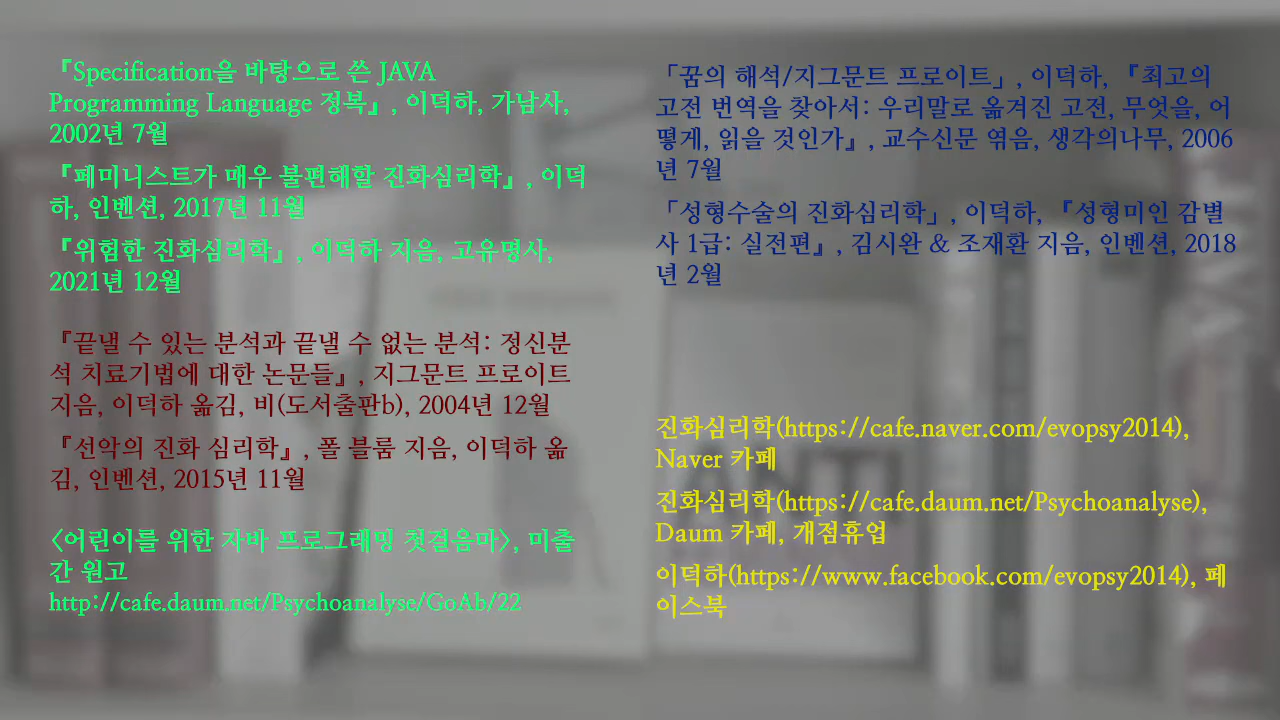 『Specification을 바탕으로 쓴 JAVA
Programming Language 정복』, 이덕하, 가남사,
2002년 7월
『페미니스트가 매우 불편해할 진화심리학』, 이덕
하, 인벤션, 2017년 11월
『위험한 진화심리학』, 이덕하 지음, 고유명사,
2021년 12월
『끝낼 수 있는 분석과 끝낼 수 없는 분석: 정신분
석 치료기법에 대한 논문들』, 지그문트 프로이트
지음, 이덕하 옮김, 비(도서출판b), 2004년 12월
『선악의 진화 심리학』, 폴 블룸 지음, 이덕하 옮
김, 인벤션, 2015년 11월
〈어린이를 위한 자바 프로그래밍 첫걸음마〉, 미출
간 원고
http://cafe.daum.net/Psychoanalyse/GoAb/22
「꿈의 해석/지그문트 프로이트」, 이덕하, 『최고의
고전 번역을 찾아서: 우리말로 옮겨진 고전, 무엇을, 어
떻게, 읽을 것인가』, 교수신문 엮음, 생각의나무, 2006
년 7월
「성형수술의 진화심리학」, 이덕하, 『성형미인 감별
사 1급: 실전편』, 김시완 & 조재환 지음, 인벤션, 2018
년 2월
진화심리학(https://cafe.naver.com/evopsy2014),
Naver 카페
진화심리학(https://cafe.daum.net/Psychoanalyse),
Daum 카페, 개점휴업
이덕하(https://www.facebook.com/evopsy2014), 페
이스북